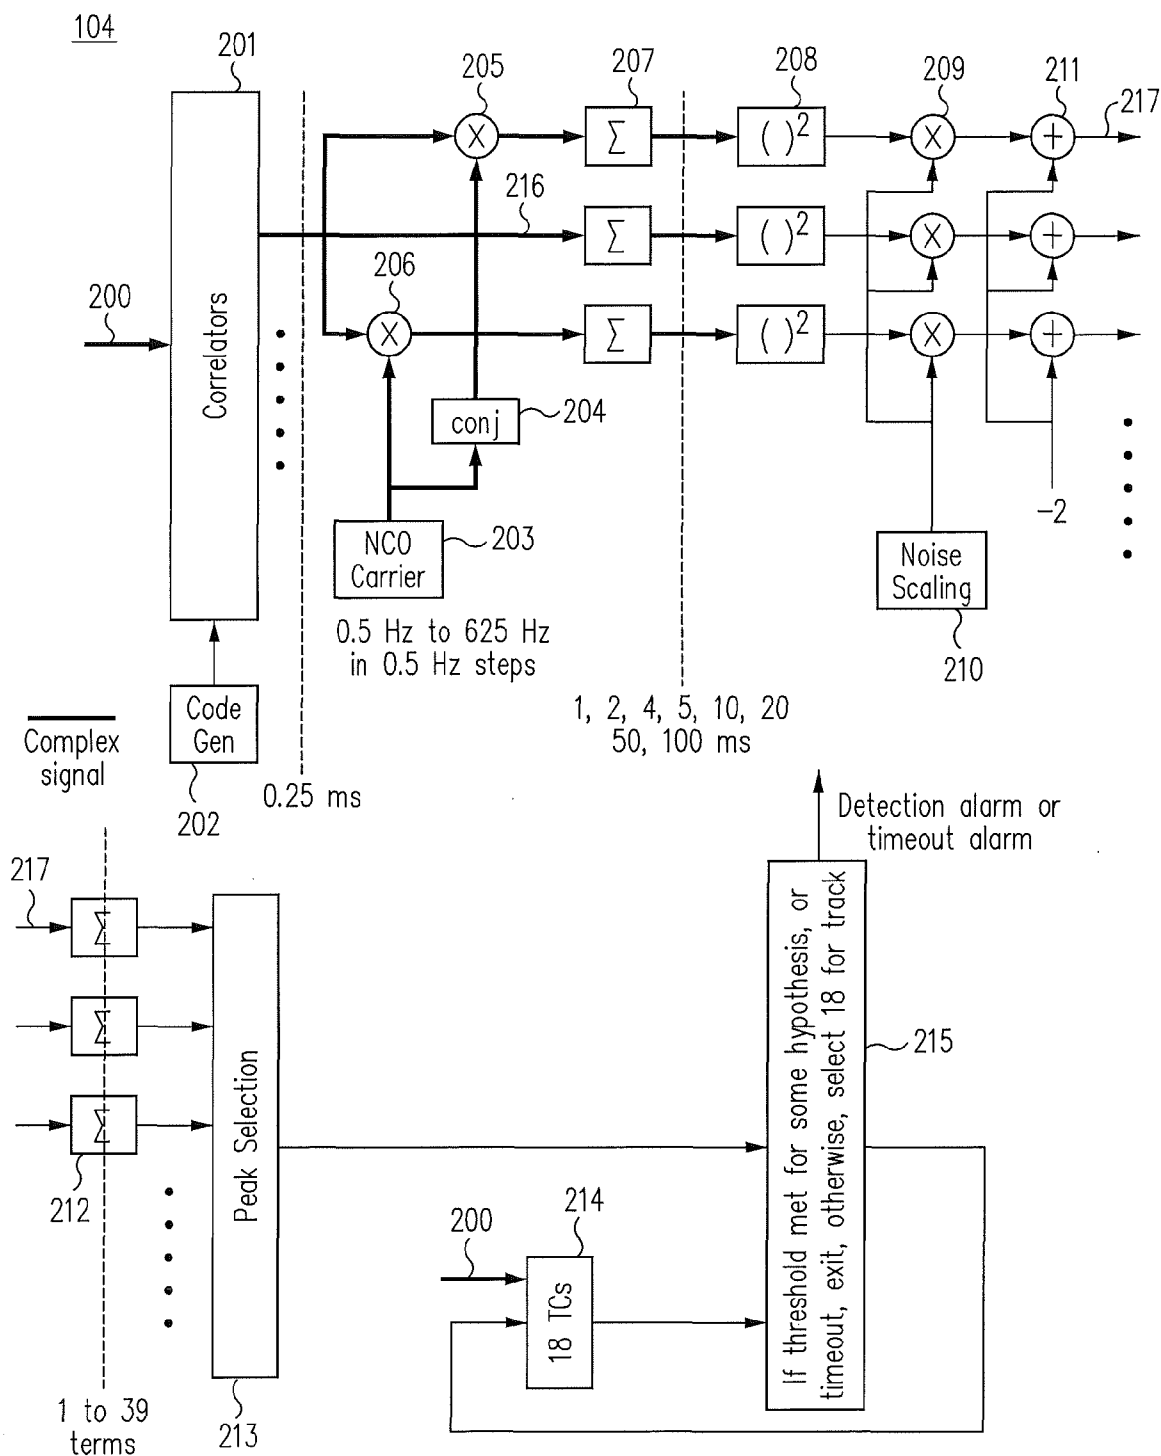 104
201
205
207
208
209
211
217
×
Σ
( )²
×
+
216
Σ
( )²
×
+
206
200
Correlators
×
Σ
( )²
×
+
conj
204
−2
NCO
Carrier
203
Noise
Scaling
210
0.5 Hz to 625 Hz
in 0.5 Hz steps
Code
Gen
202
Complex
signal
0.25 ms
1, 2, 4, 5, 10, 20
50, 100 ms
Detection alarm or
timeout alarm
217
Σ
Σ
Σ
212
Peak Selection
213
1 to 39
terms
200
214
18 TCs
If threshold met for some hypothesis, or
timeout, exit, otherwise, select 18 for track
215